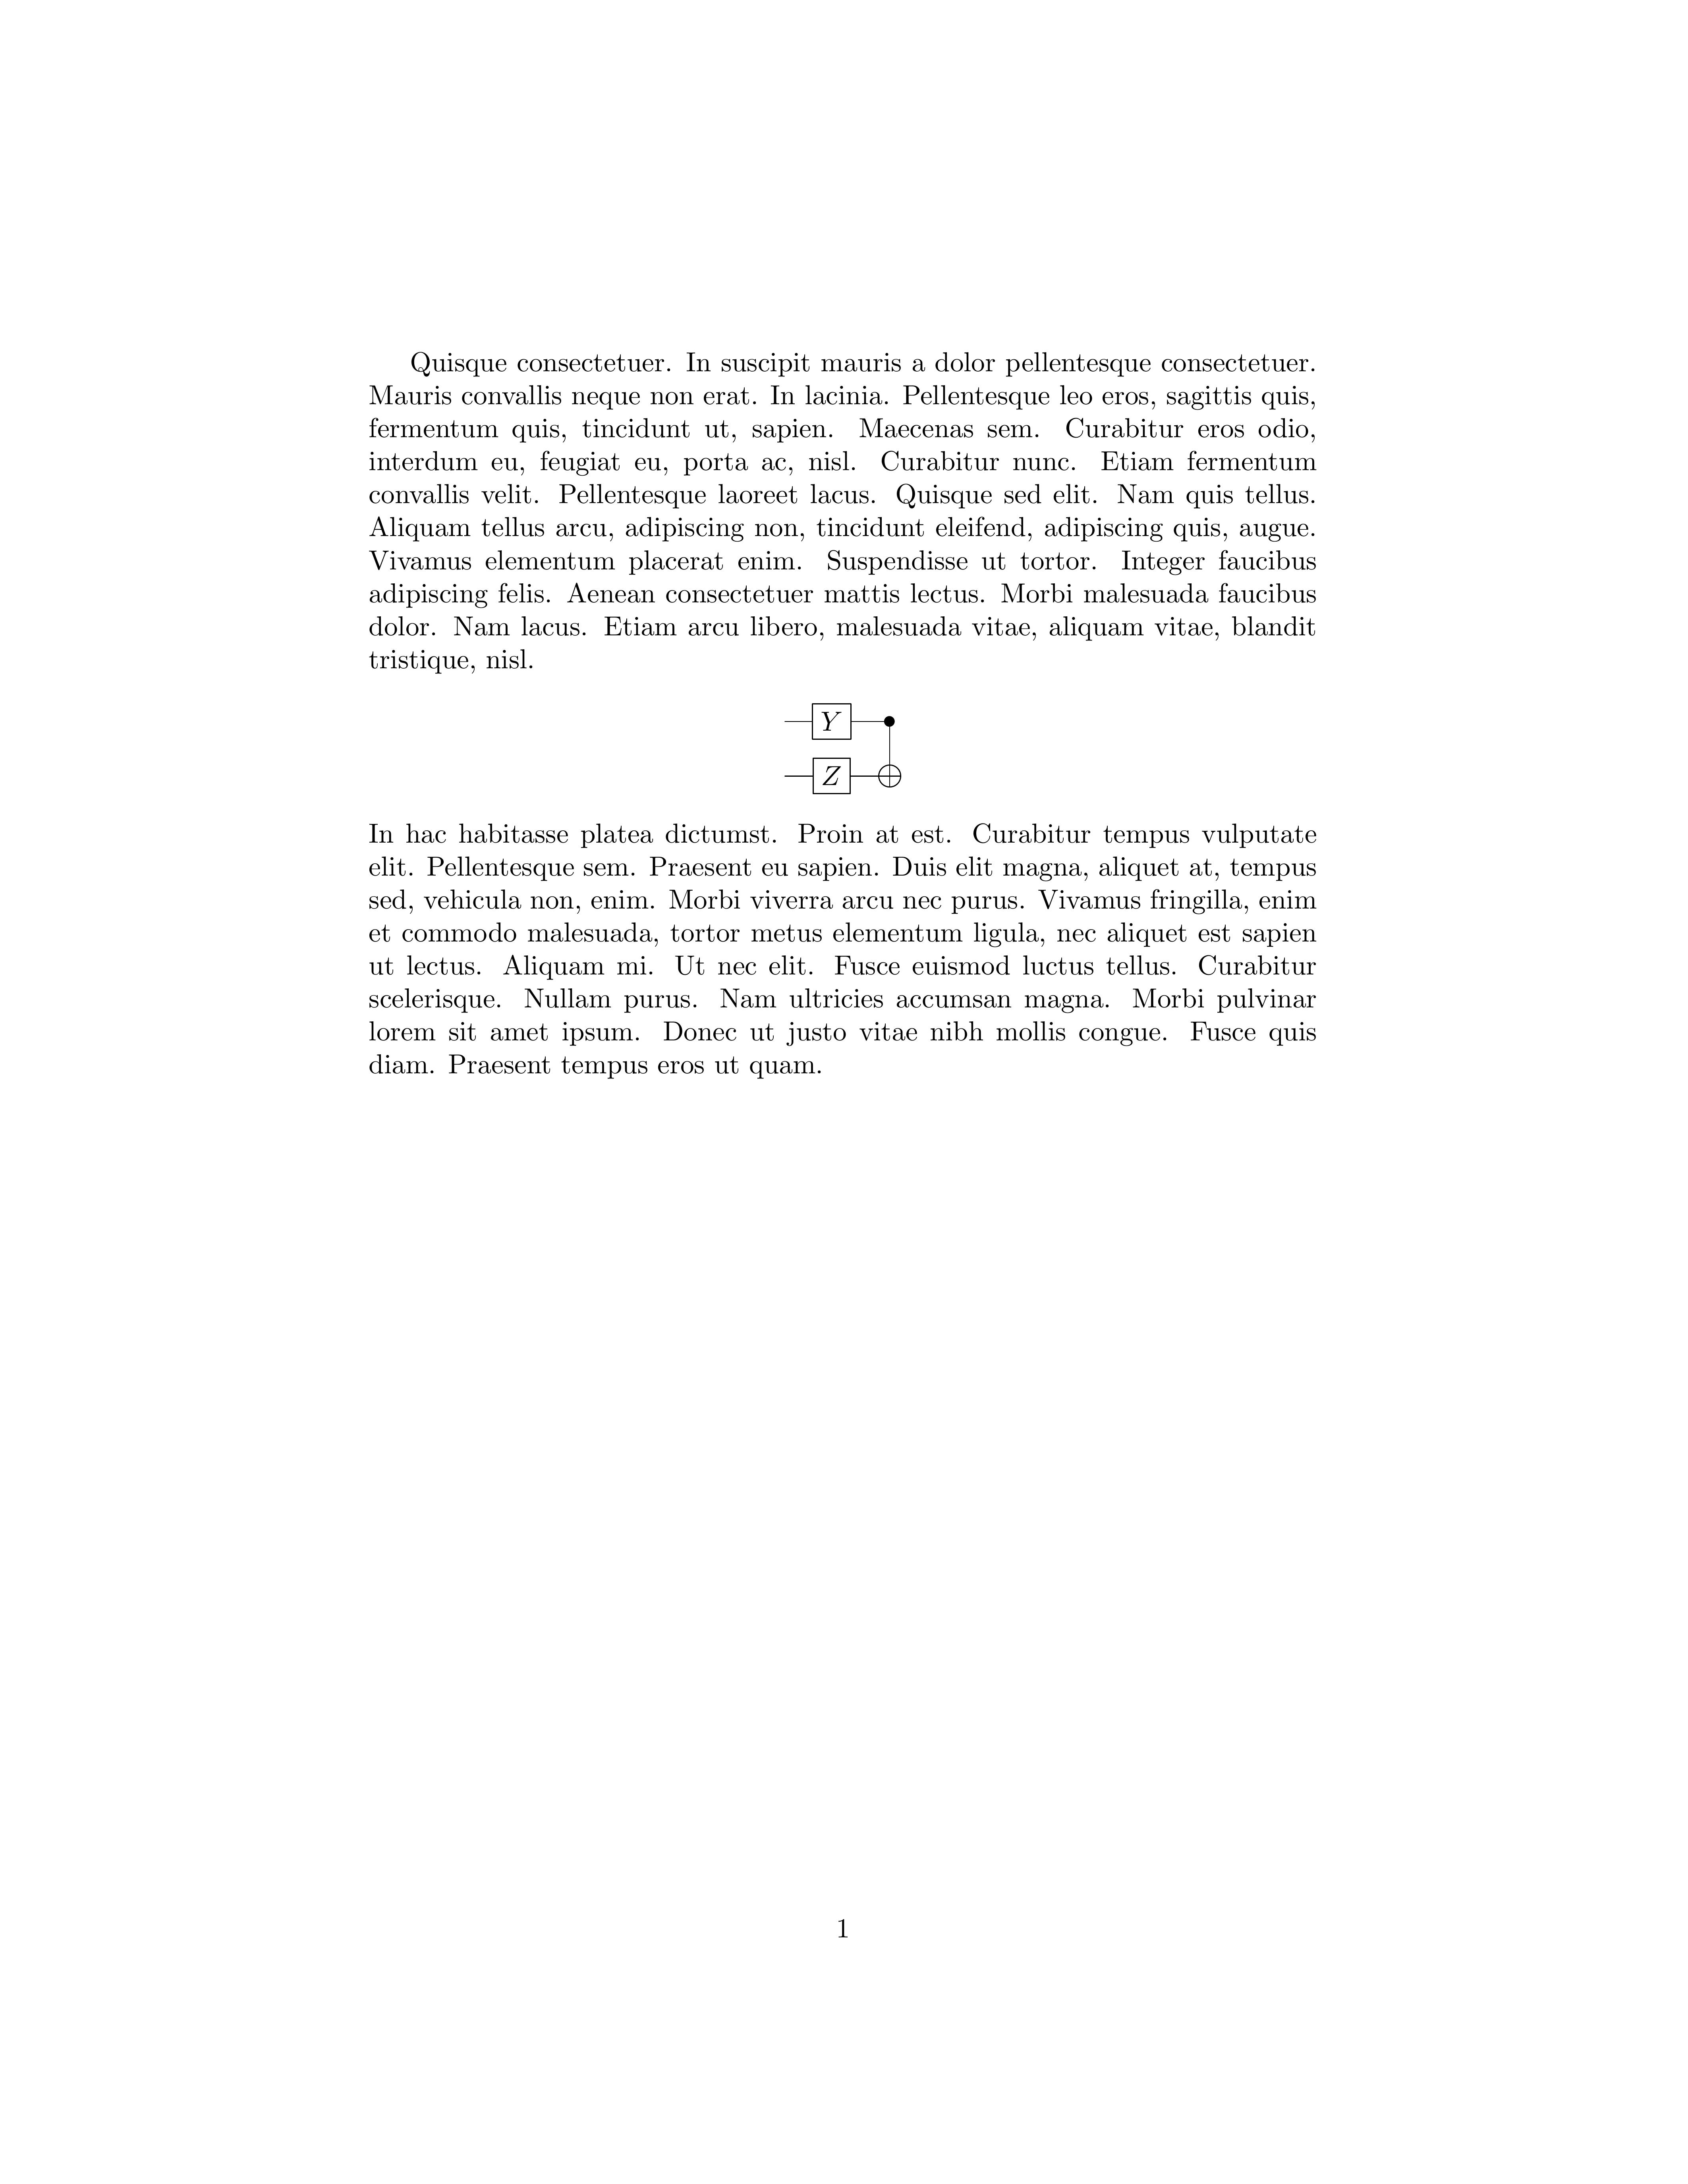 Quisque consectetuer. In suscipit mauris a dolor pellentesque consectetuer.
Mauris convallis neque non erat. In lacinia. Pellentesque leo eros, sagittis quis,
fermentum quis, tincidunt ut, sapien. Maecenas sem. Curabitur eros odio,
interdum eu, feugiat eu, porta ac, nisl. Curabitur nunc. Etiam fermentum
convallis velit. Pellentesque laoreet lacus. Quisque sed elit. Nam quis tellus.
Aliquam tellus arcu, adipiscing non, tincidunt eleifend, adipiscing quis, augue.
Vivamus elementum placerat enim. Suspendisse ut tortor. Integer faucibus
adipiscing felis. Aenean consectetuer mattis lectus. Morbi malesuada faucibus
dolor. Nam lacus. Etiam arcu libero, malesuada vitae, aliquam vitae, blandit
tristique, nisl.
Y
Z
In hac habitasse platea dictumst. Proin at est. Curabitur tempus vulputate
elit. Pellentesque sem. Praesent eu sapien. Duis elit magna, aliquet at, tempus
sed, vehicula non, enim. Morbi viverra arcu nec purus. Vivamus fringilla, enim
et commodo malesuada, tortor metus elementum ligula, nec aliquet est sapien
ut lectus. Aliquam mi. Ut nec elit. Fusce euismod luctus tellus. Curabitur
scelerisque. Nullam purus. Nam ultricies accumsan magna. Morbi pulvinar
lorem sit amet ipsum. Donec ut justo vitae nibh mollis congue. Fusce quis
diam. Praesent tempus eros ut quam.
1